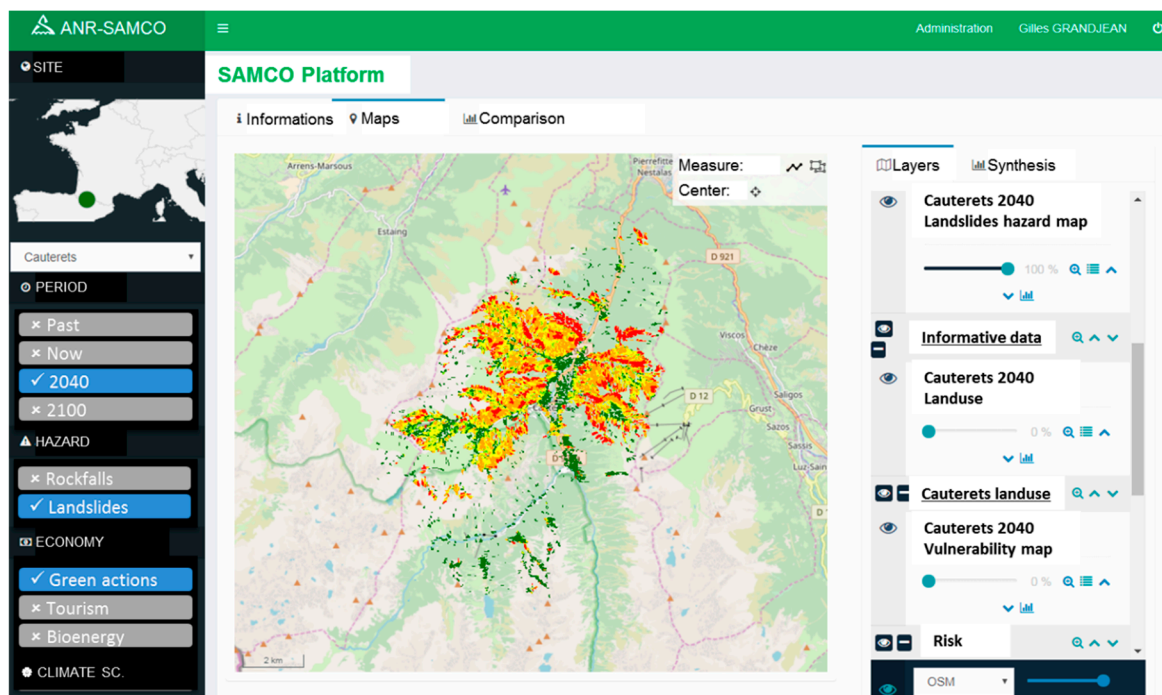 ANR-SAMCO
Administration
Gilles GRANDJEAN
SITE
SAMCO Platform
Informations
Maps
Comparison
Cauterets
PERIOD
Past
Now
2040
2100
HAZARD
Rockfalls
Landslides
ECONOMY
Green actions
Tourism
Bioenergy
CLIMATE SC.
Arrens-Marsous
Pierrefitte
Nestalas
Measure:
Center:
Estaing
D 921
Viscos
Chèze
D 12
Saligos
Grust
Sazos
Sassis
Luz-Sain
2 km
Layers
Synthesis
Cauterets 2040
Landslides hazard map
100 %
Informative data
Cauterets 2040
Landuse
0 %
Cauterets landuse
Cauterets 2040
Vulnerability map
0 %
Risk
OSM